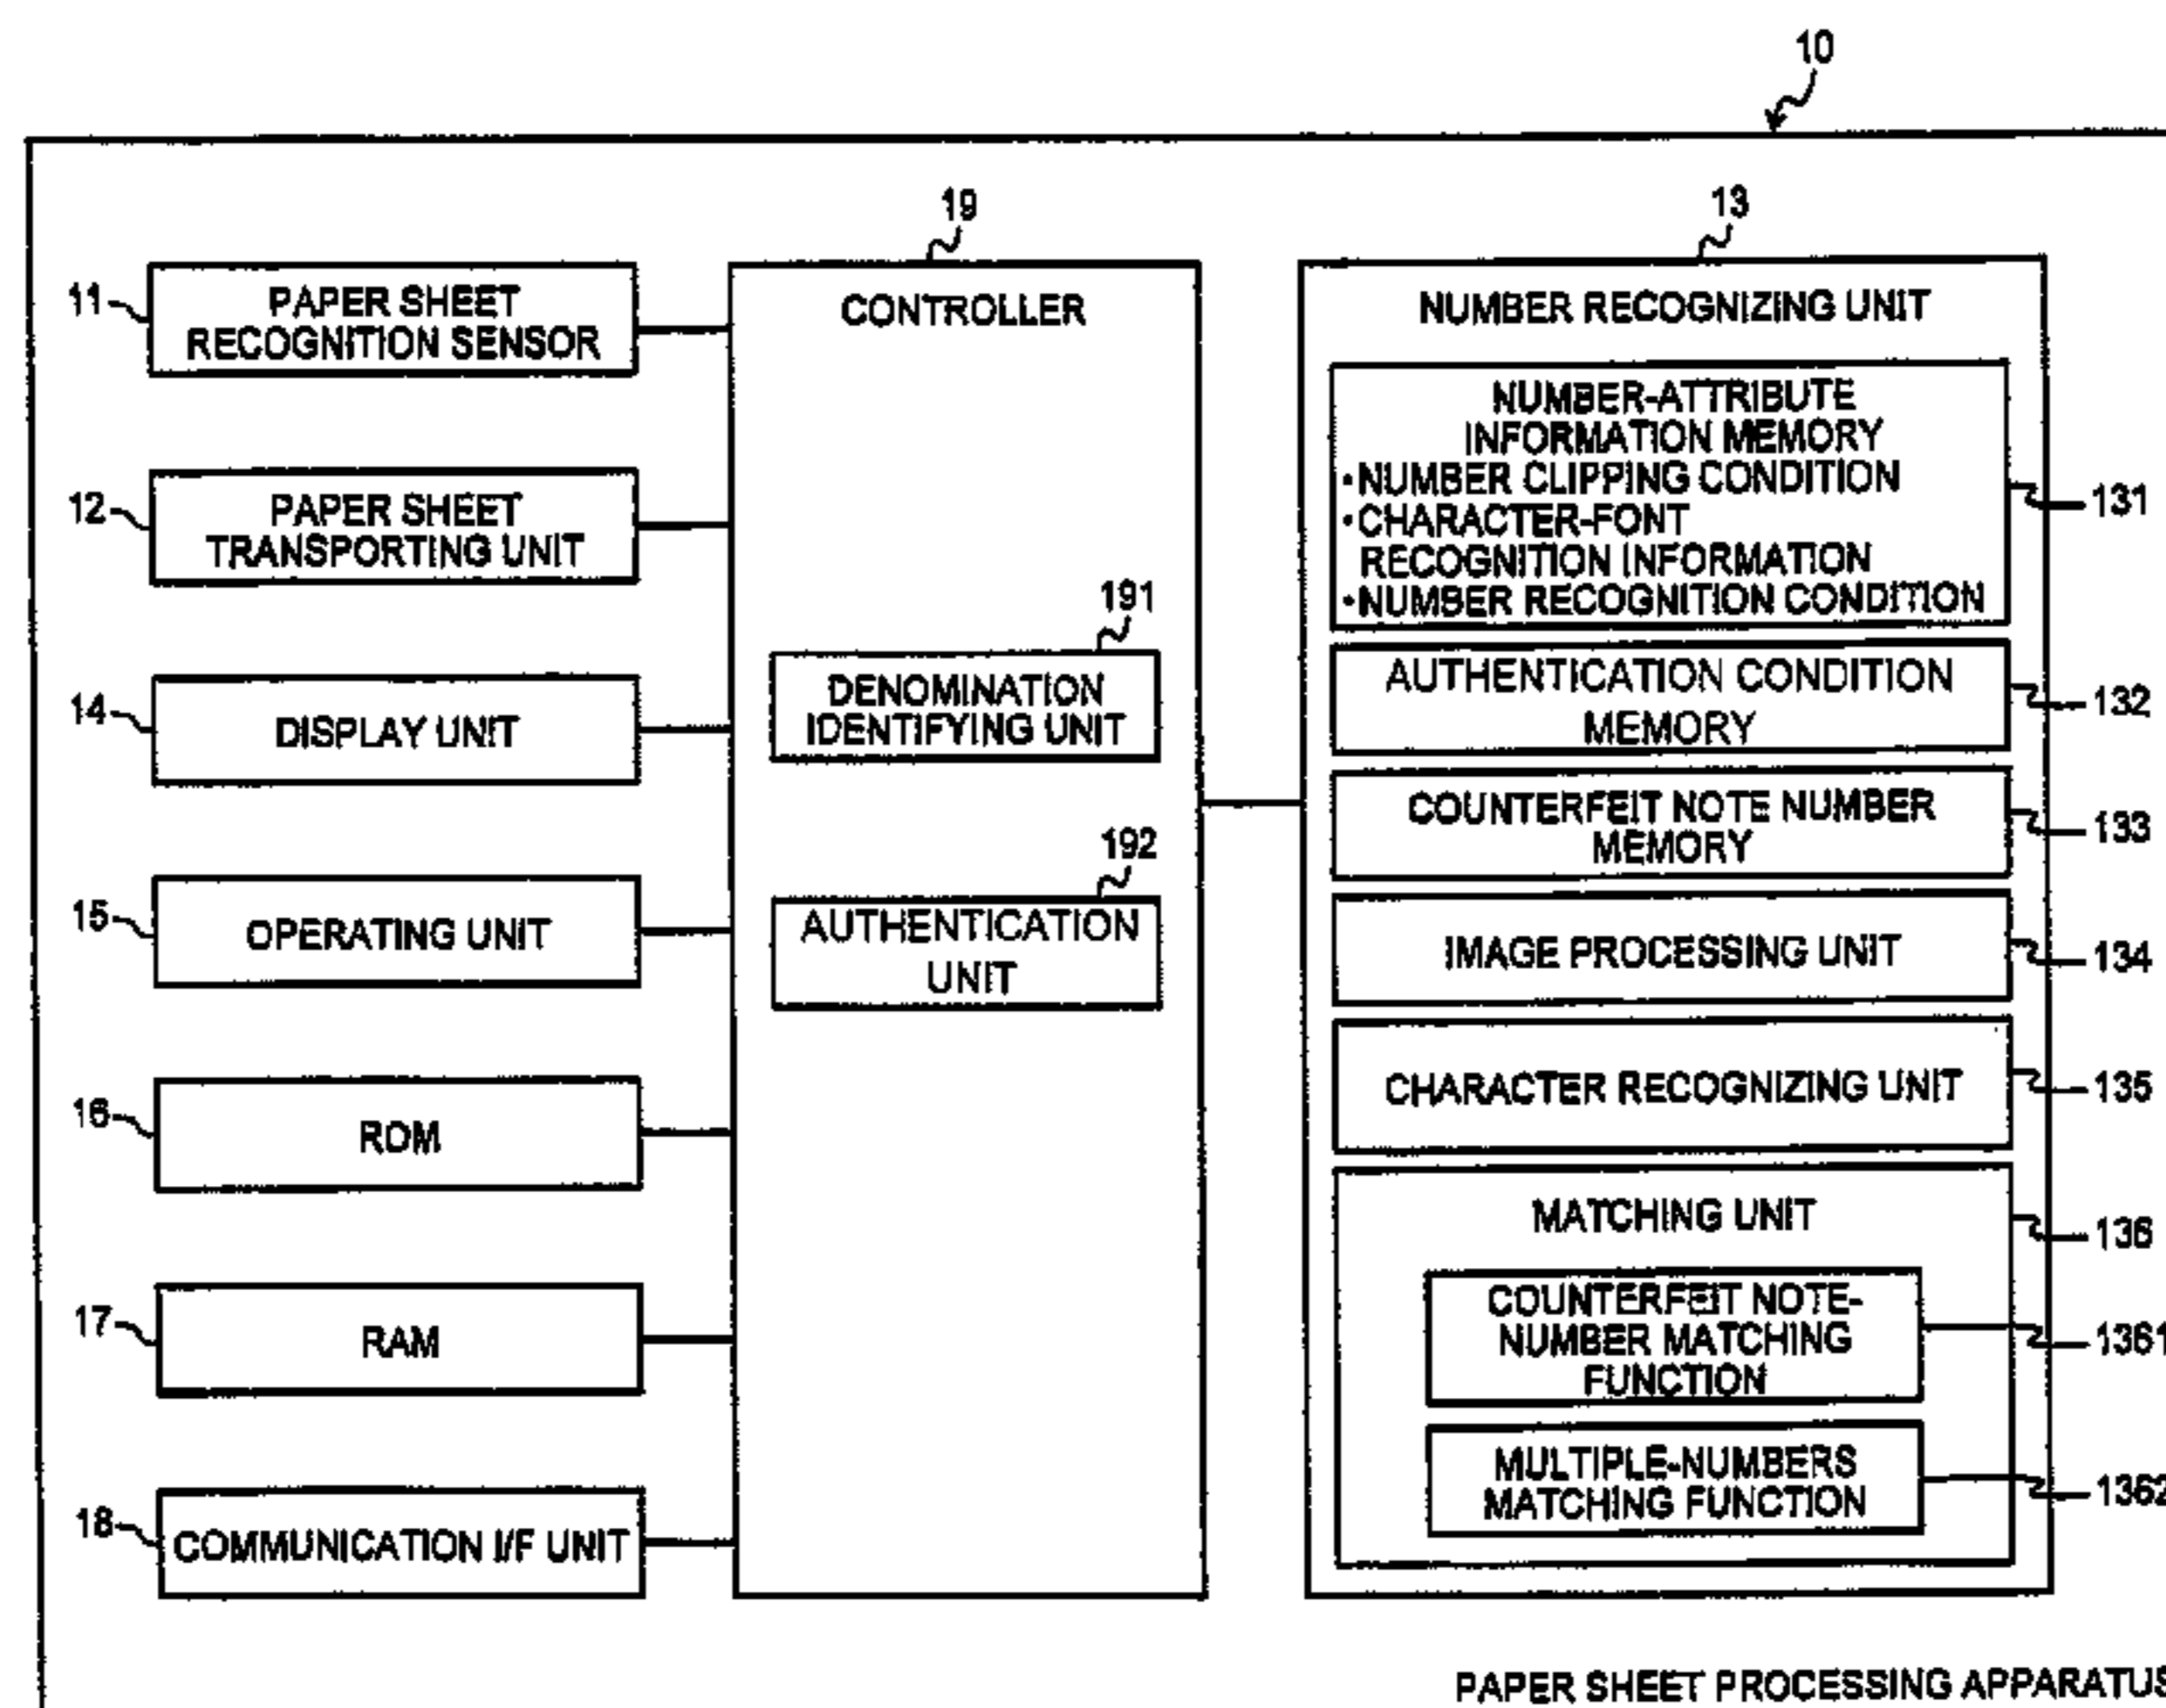 10
19
13
11
PAPER SHEET
RECOGNITION SENSOR
12
PAPER SHEET
TRANSPORTING UNIT
14
DISPLAY UNIT
15
OPERATING UNIT
16
ROM
17
RAM
18
COMMUNICATION I/F UNIT
CONTROLLER
191
DENOMINATION
IDENTIFYING UNIT
192
AUTHENTICATION
UNIT
NUMBER RECOGNIZING UNIT
NUMBER-ATTRIBUTE
INFORMATION MEMORY
•NUMBER CLIPPING CONDITION
•CHARACTER-FONT
RECOGNITION INFORMATION
•NUMBER RECOGNITION CONDITION
131
AUTHENTICATION CONDITION
MEMORY
132
COUNTERFEIT NOTE NUMBER
MEMORY
133
IMAGE PROCESSING UNIT
134
CHARACTER RECOGNIZING UNIT
135
MATCHING UNIT
136
COUNTERFEIT NOTE-
NUMBER MATCHING
FUNCTION
1361
MULTIPLE-NUMBERS
MATCHING FUNCTION
1362
PAPER SHEET PROCESSING APPARATUS